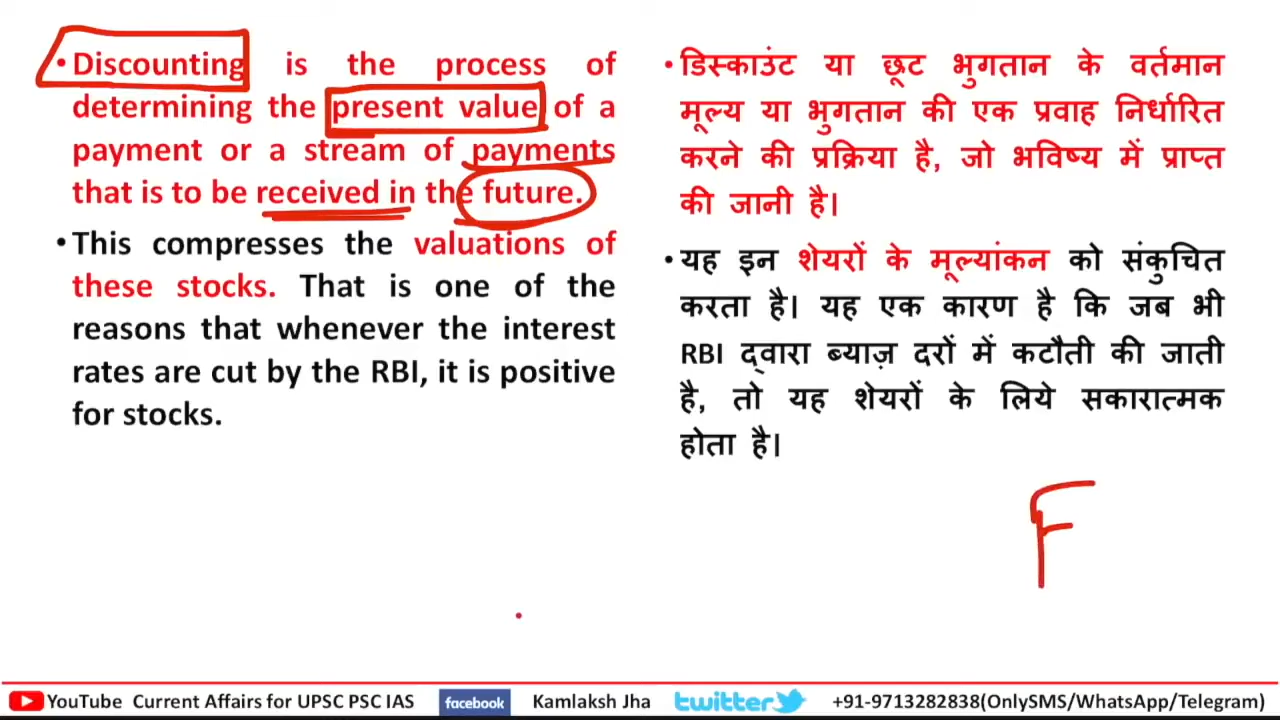 •Discounting is the process of
determining the present value of a
payment or a stream of payments
that is to be received in the future.
•This compresses the valuations of
these stocks. That is one of the
reasons that whenever the interest
rates are cut by the RBI, it is positive
for stocks.
•डिस्काउंट या छूट भुगतान के वर्तमान
मूल्य या भुगतान की एक प्रवाह निर्धारित
करने की प्रक्रिया है, जो भविष्य में प्राप्त
की जानी है।
•यह इन शेयरों के मूल्यांकन को संकुचित
करता है। यह एक कारण है कि जब भी
RBI द्वारा ब्याज़ दरों में कटौती की जाती
है, तो यह शेयरों के लिये सकारात्मक
होता है।
F
YouTube Current Affairs for UPSC PSC IAS facebook Kamlaksh Jha twitter +91-9713282838(OnlySMS/WhatsApp/Telegram)